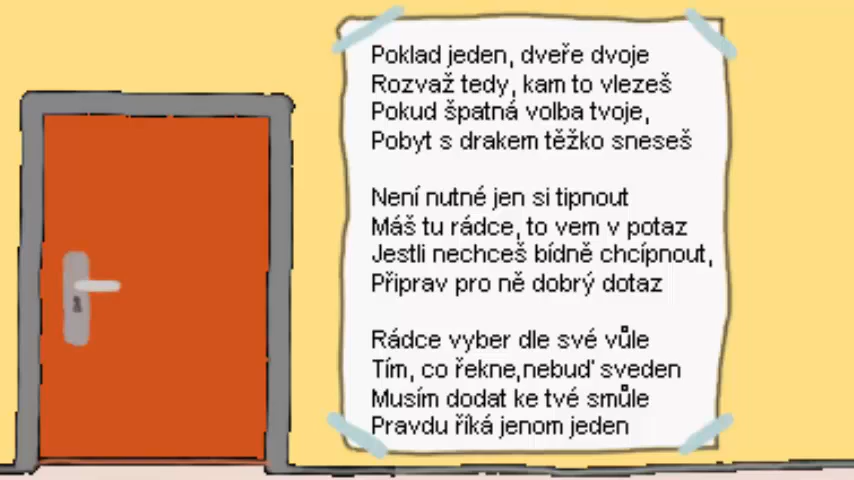 Poklad jeden, dveře dvoje
Rozvaž tedy, kam to vlezeš
Pokud špatná volba tvoje,
Pobyt s drakem těžko sneseš
Není nutné jen si tipnout
Máš tu rádce, to vem v potaz
Jestli nechceš bídně chcípnout,
Připrav pro ně dobrý dotaz
Rádce vyber dle své vůle
Tím, co řekne,nebuď sveden
Musím dodat ke tvé smůle
Pravdu říká jenom jeden